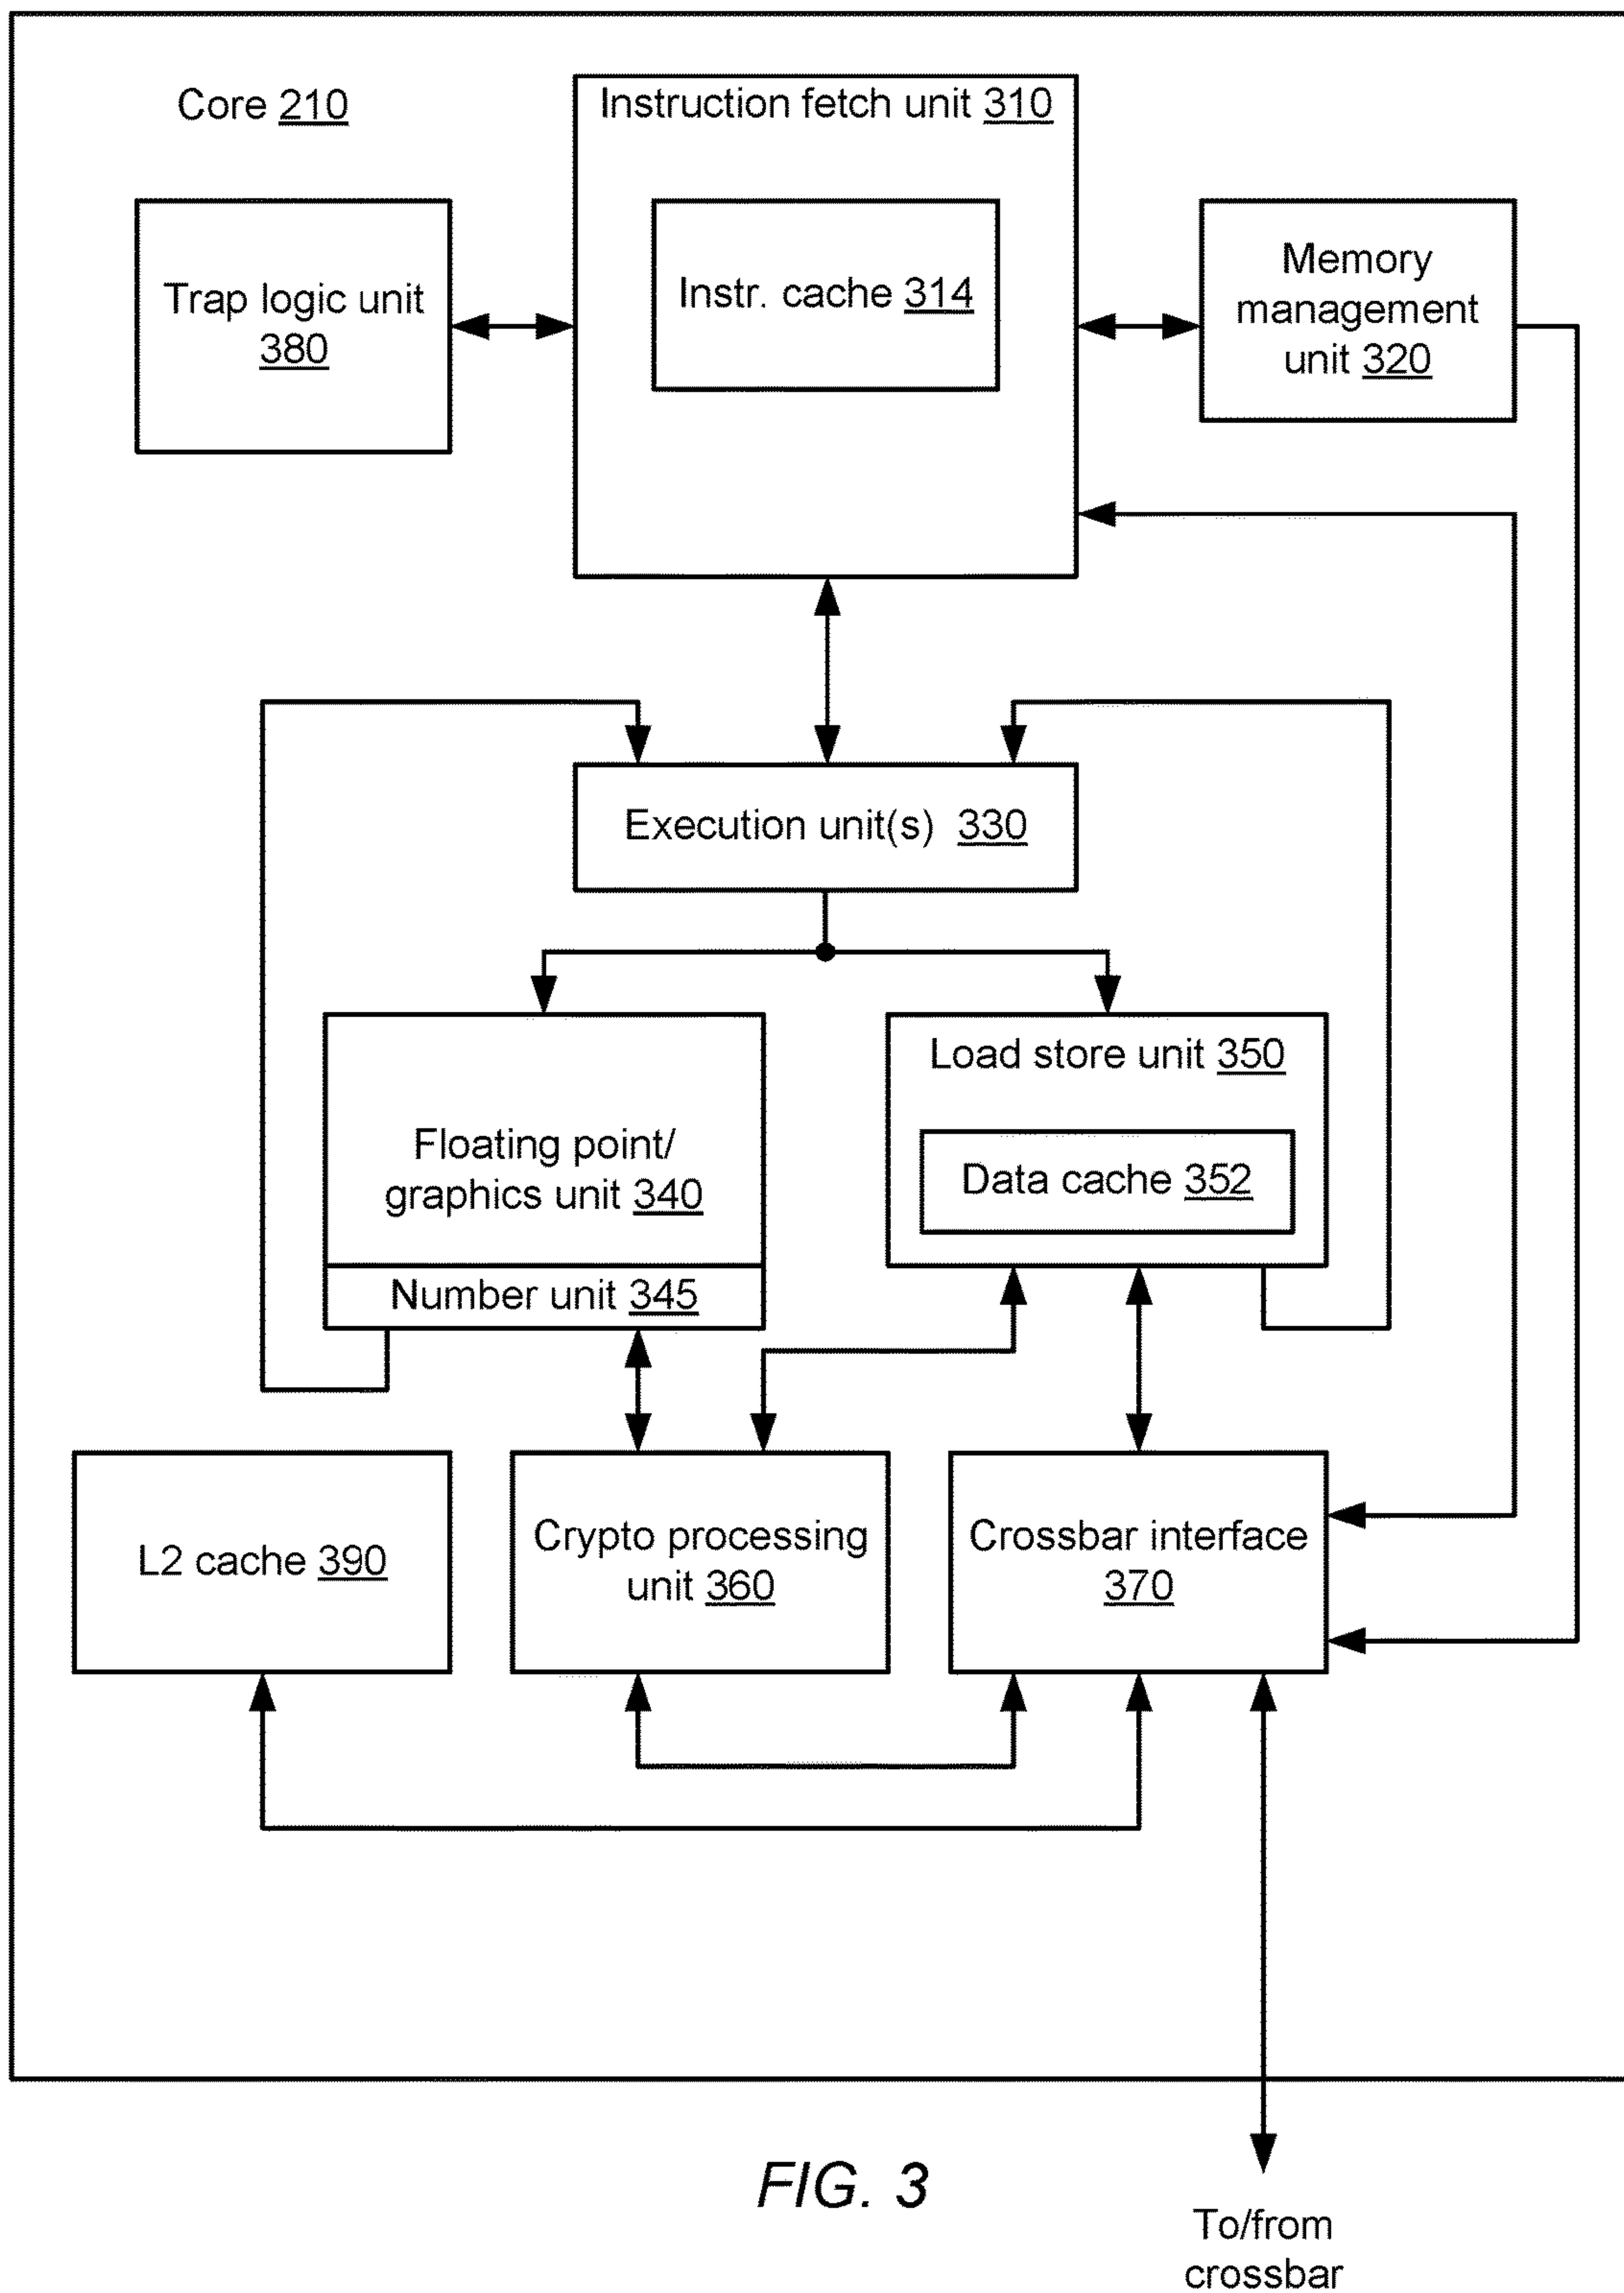 Core 210
Instruction fetch unit 310
Instr. cache 314
Trap logic unit
380
Memory
management
unit 320
Execution unit(s) 330
Floating point/
graphics unit 340
Number unit 345
Load store unit 350
Data cache 352
L2 cache 390
Crypto processing
unit 360
Crossbar interface
370
FIG. 3
To/from
crossbar